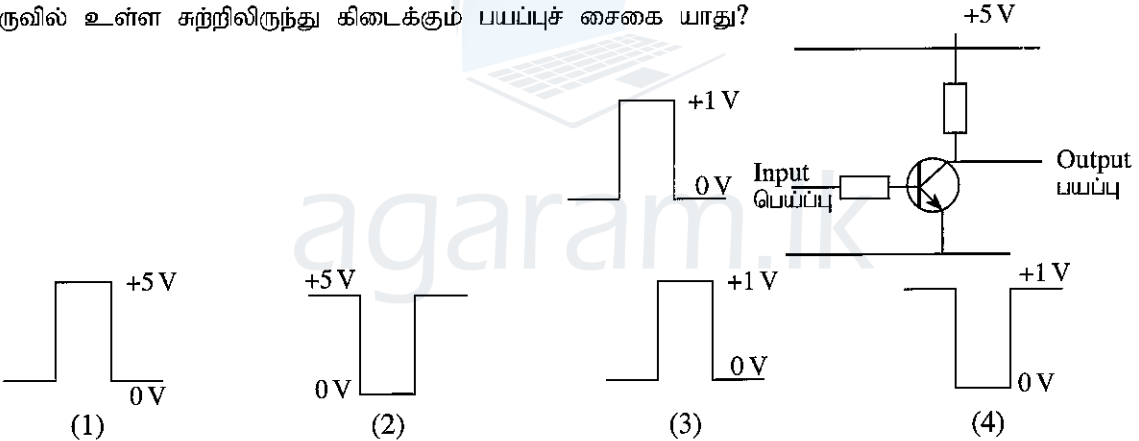 உள்ள சுற்றிலிருந்து கிடைக்கும் பயப்புச் சைகை யாது?
+5 V
+1 V
0 V
Input
பெய்ப்பு
Output
பயப்பு
agaram.lk
+5 V
0 V
(1)
+5 V
0 V
(2)
+1 V
0 V
(3)
+1 V
0 V
(4)